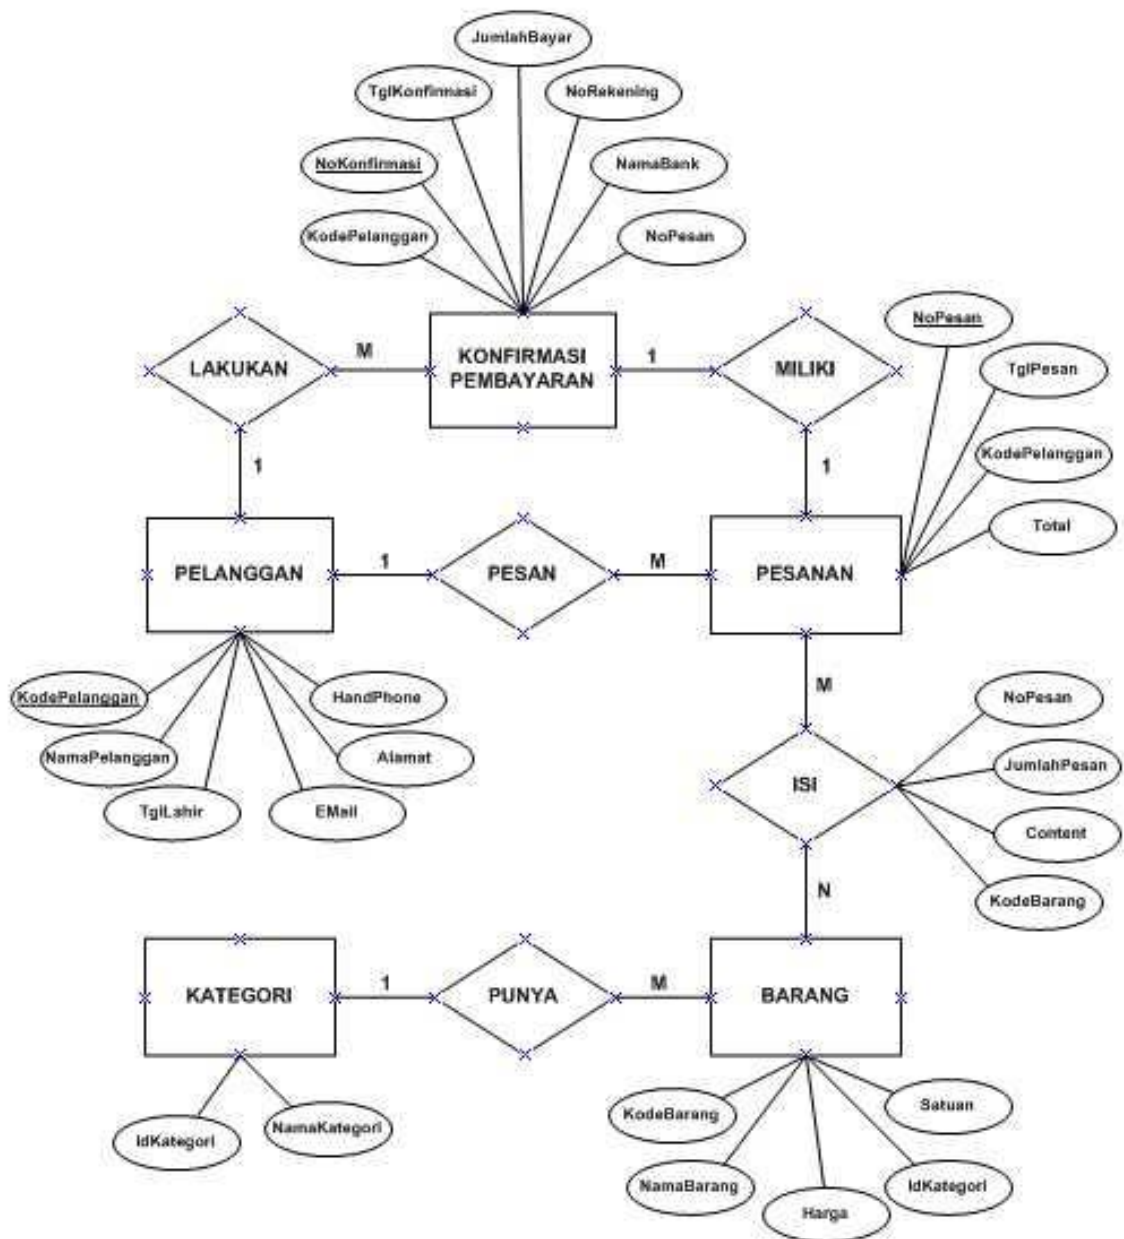 JumlahBayar
TglKonfirmasi
NoRekening
NoKonfirmasi
NamaBank
KodePelanggan
NoPesan
NoPesan
TglPesan
KodePelanggan
Total
LAKUKAN
M
KONFIRMASI
PEMBAYARAN
1
MILIKI
1
1
PELANGGAN
1
PESAN
M
PESANAN
KodePelanggan
NamaPelanggan
TglLahir
EMail
Alamat
HandPhone
M
ISI
N
NoPesan
JumlahPesan
Content
KodeBarang
KATEGORI
1
PUNYA
M
BARANG
IdKategori
NamaKategori
KodeBarang
NamaBarang
Harga
IdKategori
Satuan